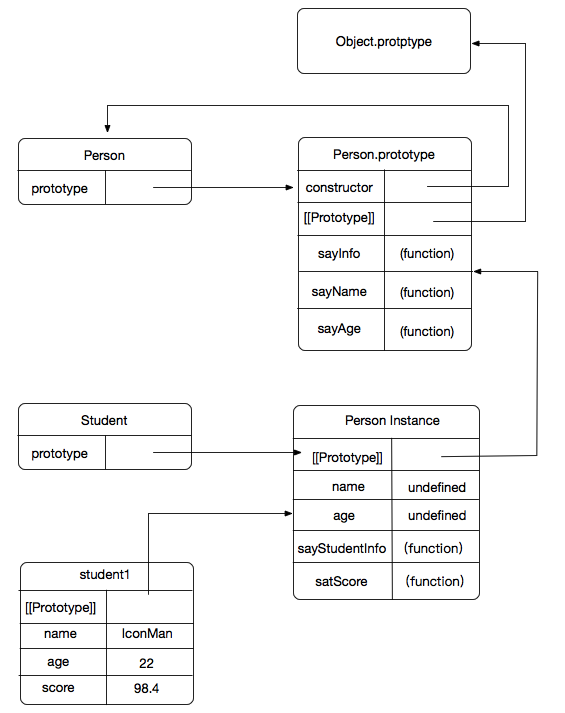 Object.protptype
Person
prototype
Person.prototype
constructor
[[Prototype]]
sayInfo (function)
sayName (function)
sayAge (function)
Student
prototype
Person Instance
[[Prototype]]
name undefined
age undefined
sayStudentInfo (function)
satScore (function)
student1
[[Prototype]]
name IconMan
age 22
score 98.4